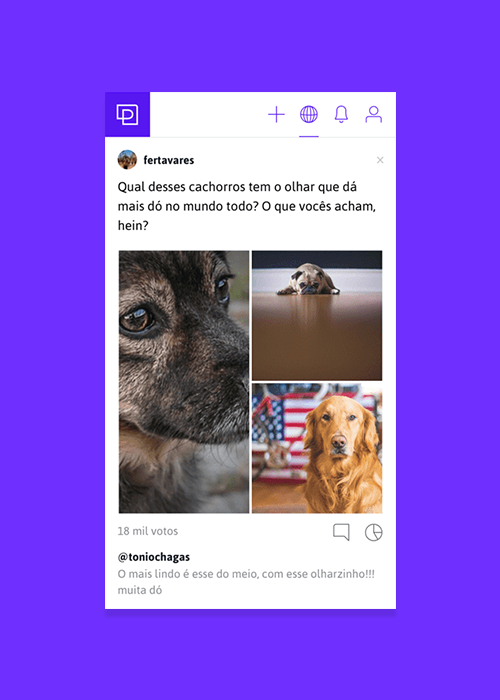 fertavares
Qual desses cachorros tem o olhar que dá
mais dó no mundo todo? O que vocês acham,
hein?
18 mil votos
@toniochagas
O mais lindo é esse do meio, com esse olharzinho!!!
muita dó